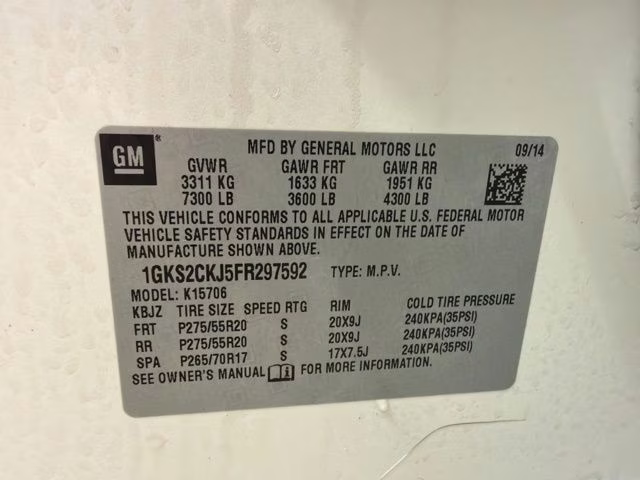 GM®
MFD BY GENERAL MOTORS LLC 09/14
GVWR GAWR FRT GAWR RR
3311 KG 1633 KG 1951 KG
7300 LB 3600 LB 4300 LB
THIS VEHICLE CONFORMS TO ALL APPLICABLE U.S. FEDERAL MOTOR
VEHICLE SAFETY STANDARDS IN EFFECT ON THE DATE OF
MANUFACTURE SHOWN ABOVE.
1GKS2CKJ5FR297592 TYPE: M.P.V.
MODEL: K15706
KBJZ TIRE SIZE SPEED RTG RIM COLD TIRE PRESSURE
FRT P275/55R20 S 20X9J 240KPA(35PSI)
RR P275/55R20 S 20X9J 240KPA(35PSI)
SPA P265/70R17 S 17X7.5J 240KPA(35PSI)
SEE OWNER'S MANUAL FOR MORE INFORMATION.